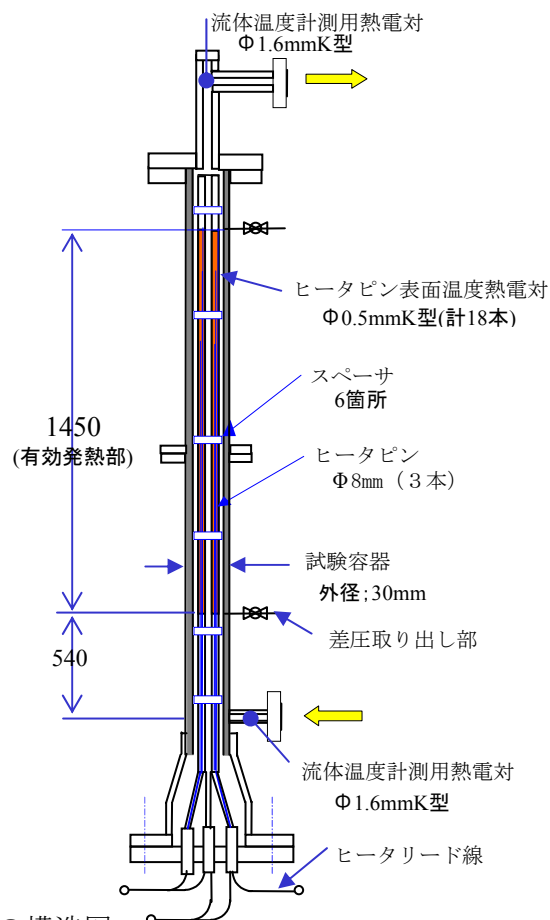 流体温度計測用熱電対
Φ1.6mmK型
ヒータピン表面温度熱電対
Φ0.5mmK型(計18本)
スペーサ
6箇所
1450
(有効発熱部)
ヒータピン
Φ8mm（３本）
試験容器
外径;30mm
差圧取り出し部
540
流体温度計測用熱電対
Φ1.6mmK型
ヒータリード線
構造図